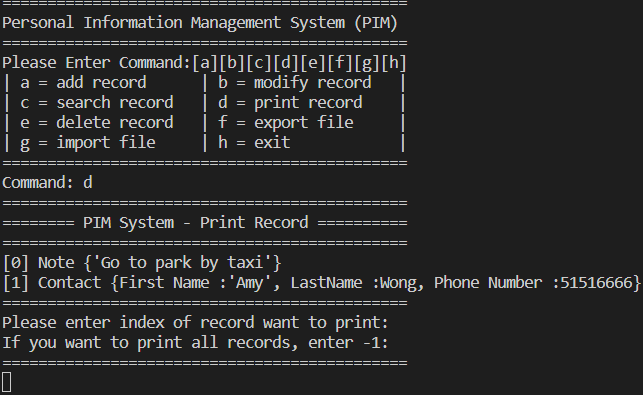 =============================================
Personal Information Management System (PIM)
=============================================
Please Enter Command:[a][b][c][d][e][f][g][h]
| a = add record      | b = modify record   |
| c = search record   | d = print record    |
| e = delete record   | f = export file     |
| g = import file     | h = exit            |
=============================================
Command: d
=============================================
======== PIM System - Print Record ==========
=============================================
[0] Note {'Go to park by taxi'}
[1] Contact {First Name :'Amy', LastName :Wong, Phone Number :51516666}
=============================================
Please enter index of record want to print:
If you want to print all records, enter -1:
=============================================